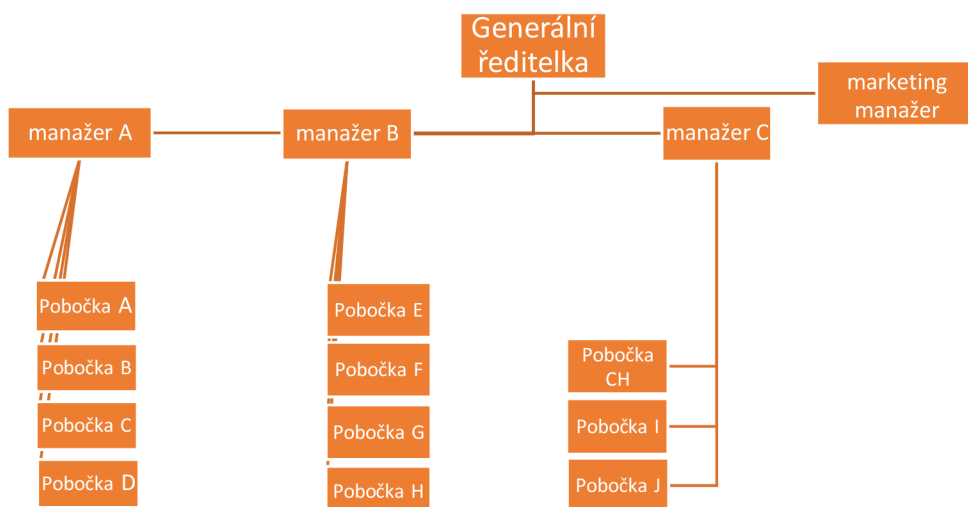 Generální
ředitelka
marketing
manažer
manažer A
manažer B
manažer C
Pobočka A
Pobočka B
Pobočka C
Pobočka D
Pobočka E
Pobočka F
Pobočka G
Pobočka H
Pobočka
CH
Pobočka I
Pobočka J